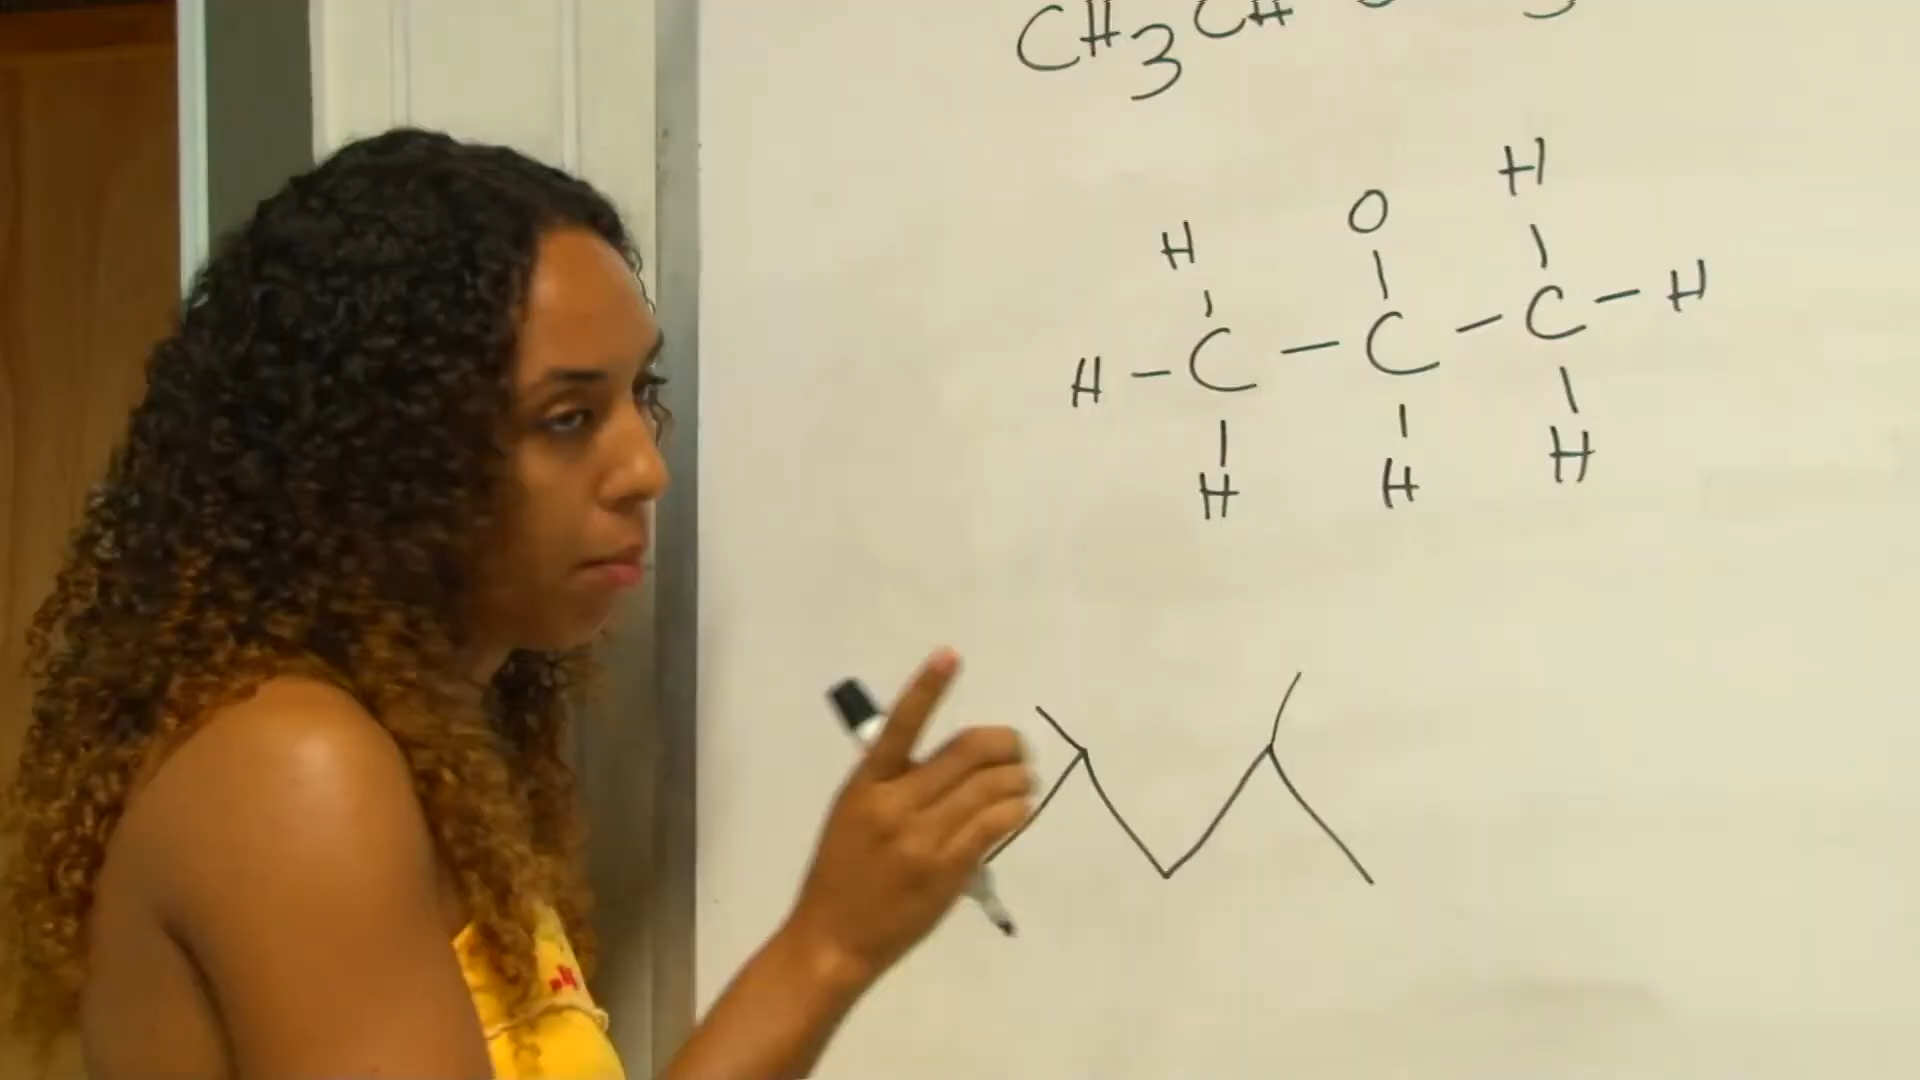 CH3CH
H
H O
H - C - C - C - H
H H H